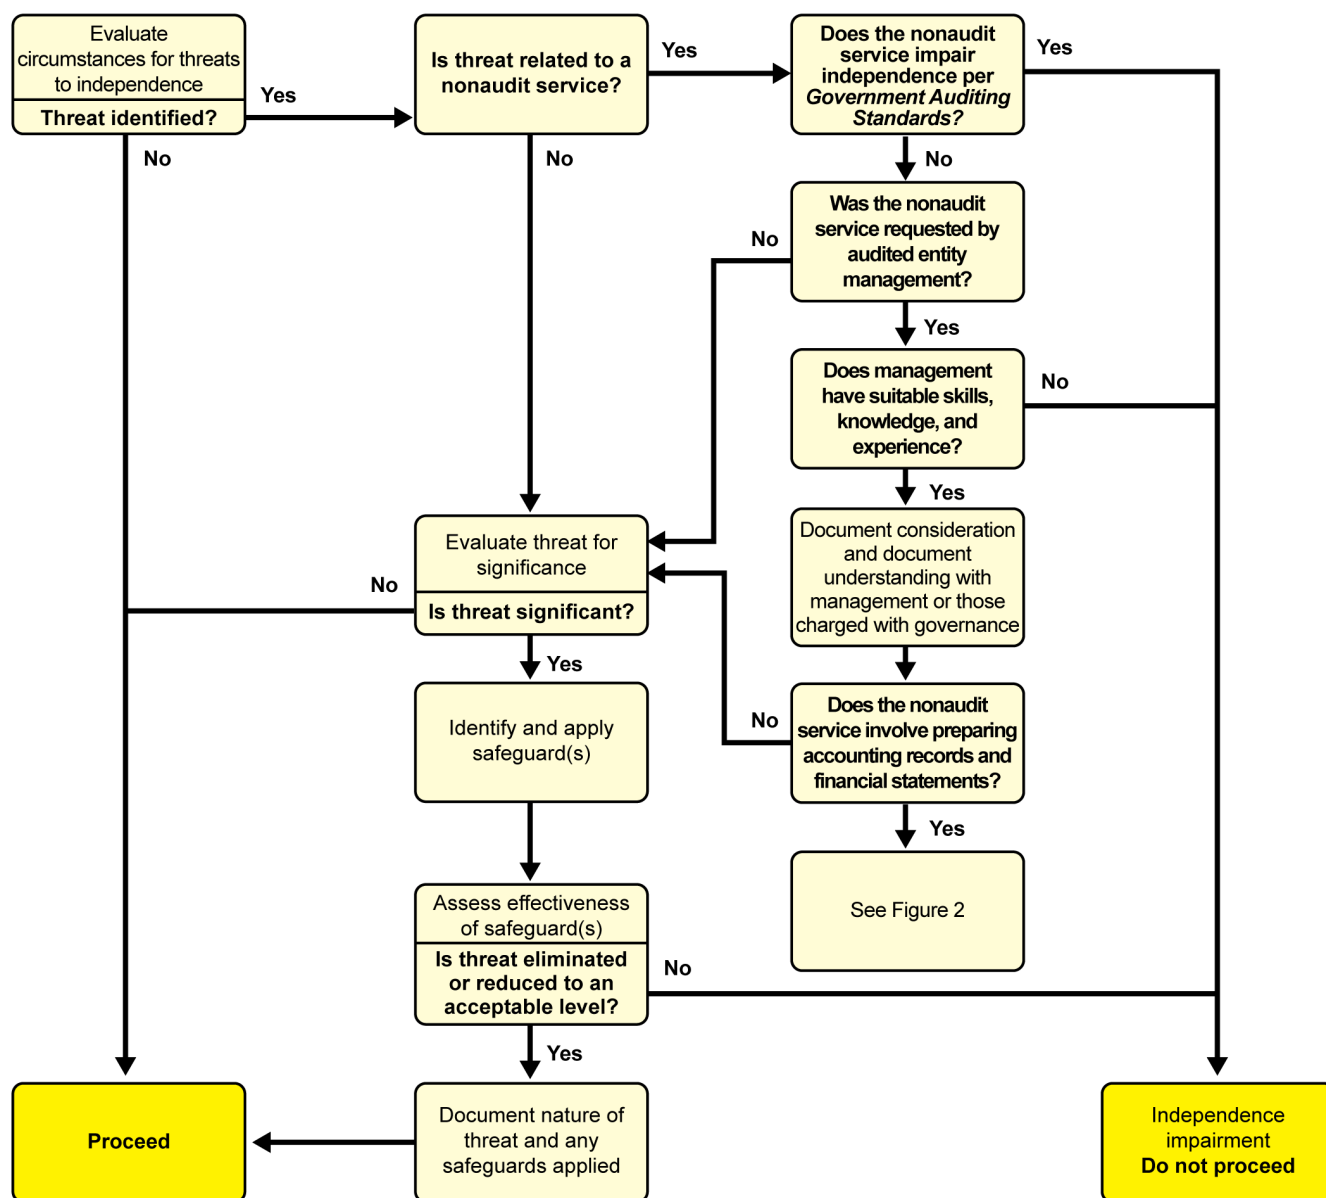 Evaluate
circumstances for threats
to independence
Threat identified?
Yes
No
Is threat related to a
nonaudit service?
Yes
No
Does the nonaudit
service impair
independence per
Government Auditing
Standards?
Yes
No
Was the nonaudit
service requested by
audited entity
management?
No
Yes
Does management
have suitable skills,
knowledge, and
experience?
No
Yes
Document consideration
and document
understanding with
management or those
charged with governance
Does the nonaudit
service involve preparing
accounting records and
financial statements?
No
Yes
See Figure 2
Evaluate threat for
significance
Is threat significant?
No
Yes
Identify and apply
safeguard(s)
Assess effectiveness
of safeguard(s)
Is threat eliminated
or reduced to an
acceptable level?
No
Yes
Document nature of
threat and any
safeguards applied
Proceed
Independence
impairment
Do not proceed